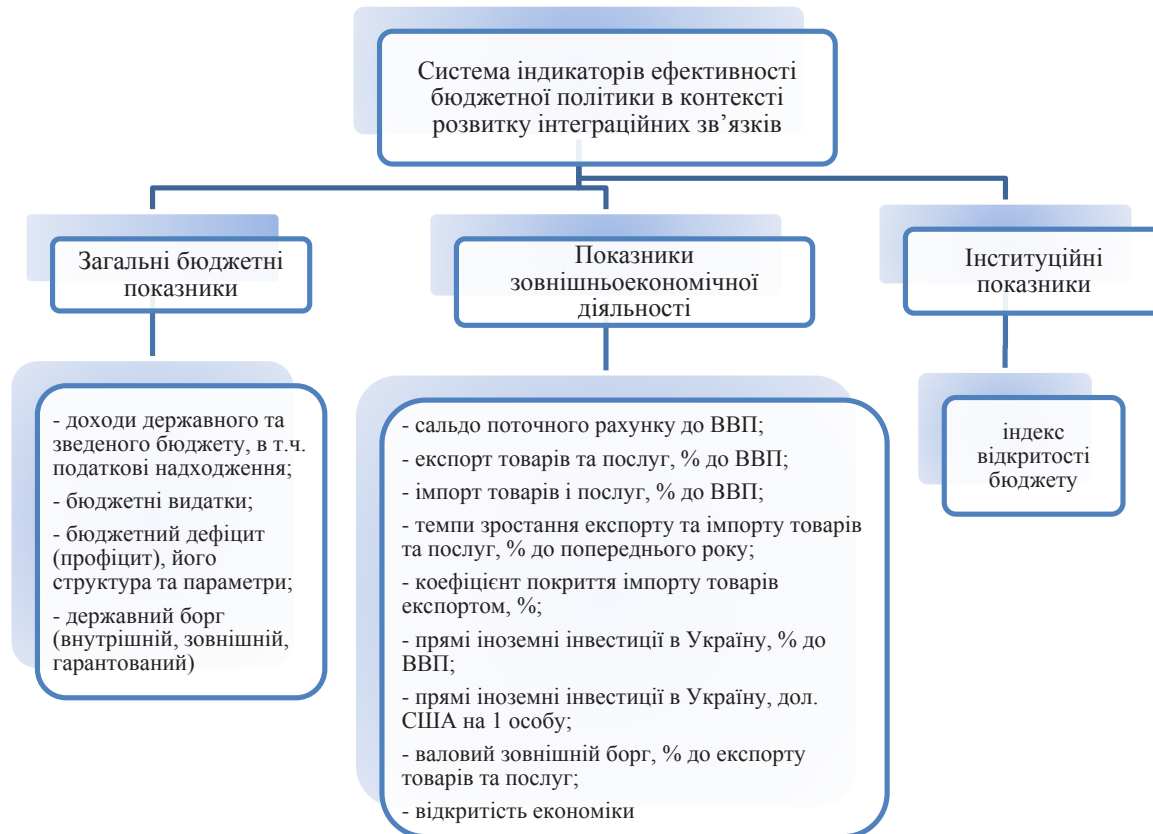 Система індикаторів ефективності
бюджетної політики в контексті
розвитку інтеграційних зв’язків
Загальні бюджетні
показники
Показники
зовнішньоекономічної
діяльності
Інституційні
показники
- доходи державного та
зведеного бюджету, в т.ч.
податкові надходження;
- бюджетні видатки;
- бюджетний дефіцит
(профіцит), його
структура та параметри;
- державний борг
(внутрішній, зовнішній,
гарантований)
- сальдо поточного рахунку до ВВП;
- експорт товарів та послуг, % до ВВП;
- імпорт товарів і послуг, % до ВВП;
- темпи зростання експорту та імпорту товарів
та послуг, % до попереднього року;
- коефіцієнт покриття імпорту товарів
експортом, %;
- прямі іноземні інвестиції в Україну, % до
ВВП;
- прямі іноземні інвестиції в Україну, дол.
США на 1 особу;
- валовий зовнішній борг, % до експорту
товарів та послуг;
- відкритість економіки
індекс
відкритості
бюджету